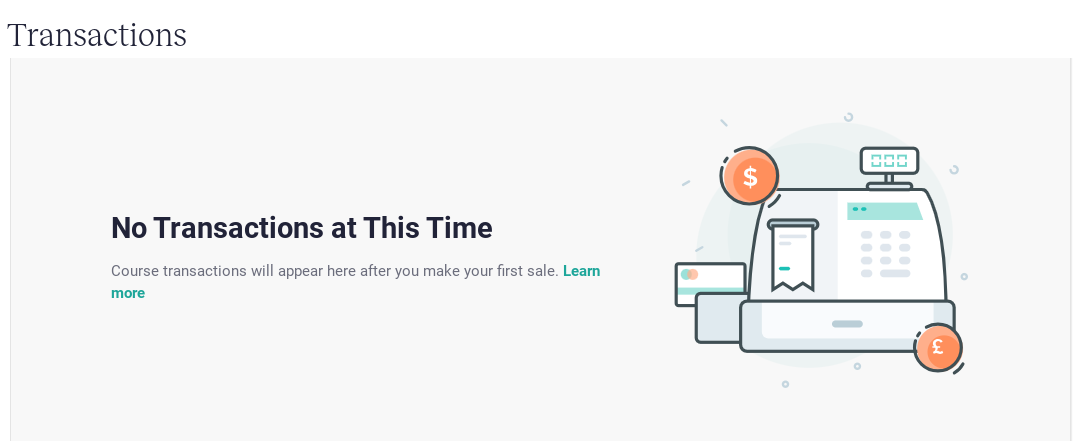 Transactions
No Transactions at This Time
Course transactions will appear here after you make your first sale. Learn
more
$
000
£